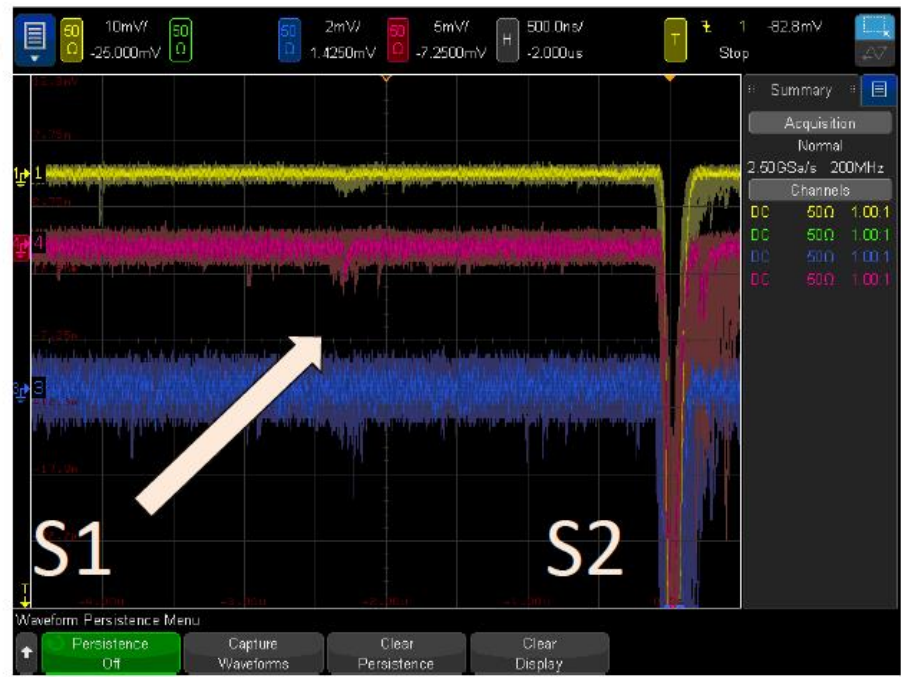 50 Ω 10mV/ -25.000mV
50 Ω
50 Ω 2mV/ 1.4250mV
50 Ω 5mV/ -7.2500mV
H 500.0ns/ -2.000us
T 1 -82.8mV
Stop
Summary
Acquisition
Normal
2.50GSa/s 200MHz
Channels
DC 50Ω 1.00:1
DC 50Ω 1.00:1
DC 50Ω 1.00:1
DC 50Ω 1.00:1
1
4
3
S1
S2
T
Waveform Persistence Menu
Persistence Off
Capture Waveforms
Clear Persistence
Clear Display